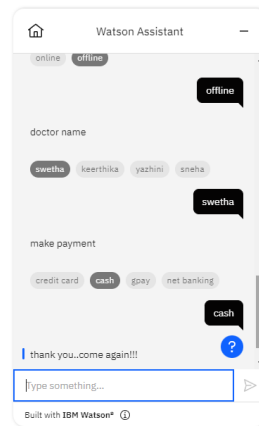 Watson Assistant
online offline
offline
doctor name
swetha keerthika yazhini sneha
swetha
make payment
credit card cash gpay net banking
cash
thank you..come again!!!
?
Type something...
Built with IBM Watson®